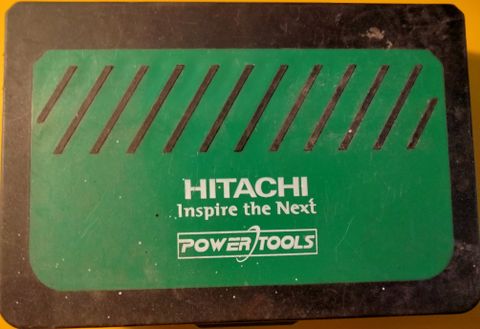 HITACHI
Inspire the Next
POWER TOOLS